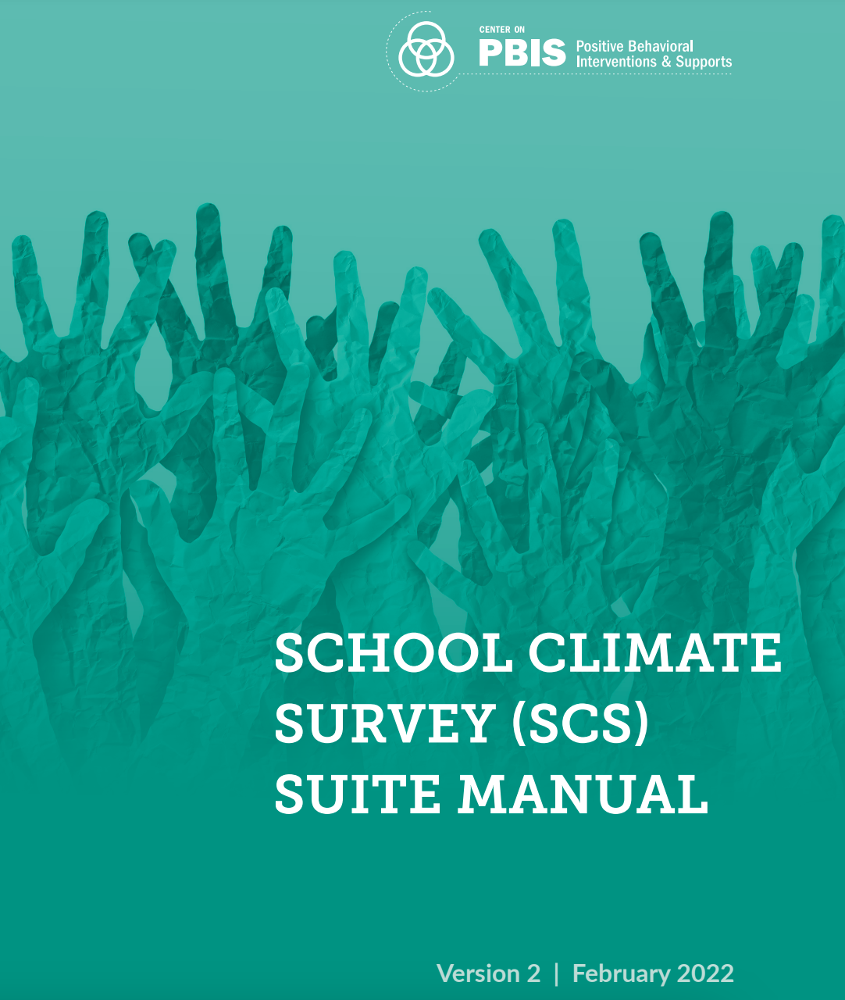 CENTER ON
PBIS
Positive Behavioral
Interventions & Supports
SCHOOL CLIMATE
SURVEY (SCS)
SUITE MANUAL
Version 2 | February 2022